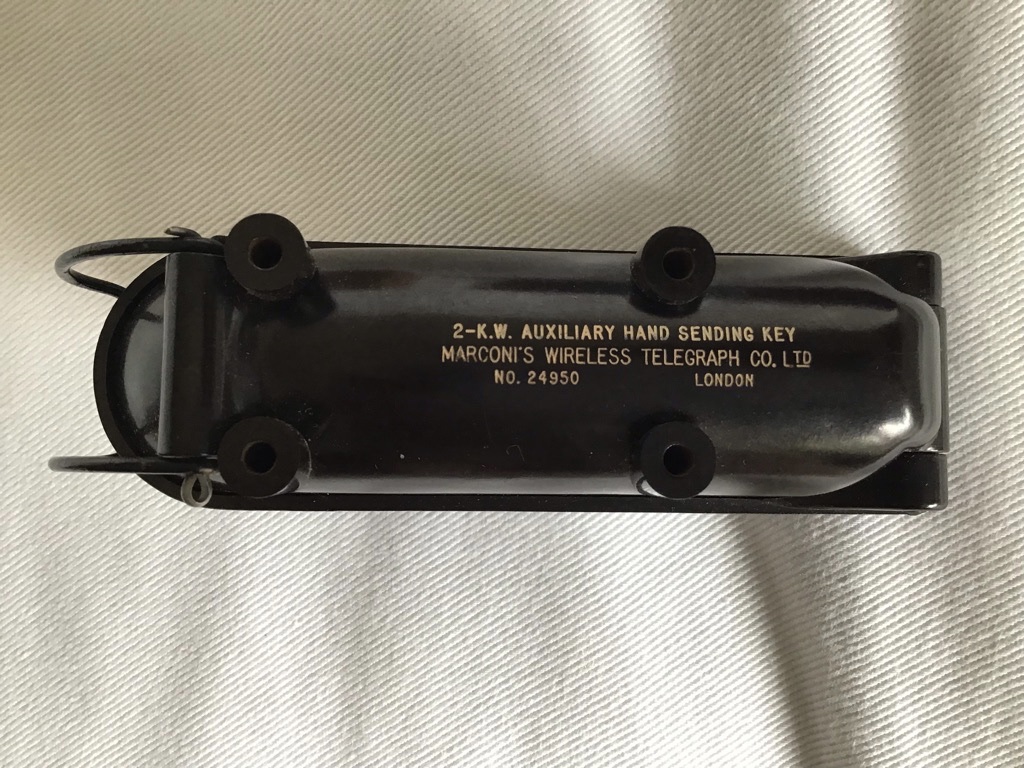 2-K.W. AUXILIARY HAND SENDING KEY
MARCONI'S WIRELESS TELEGRAPH CO. LTD
NO. 24950 LONDON